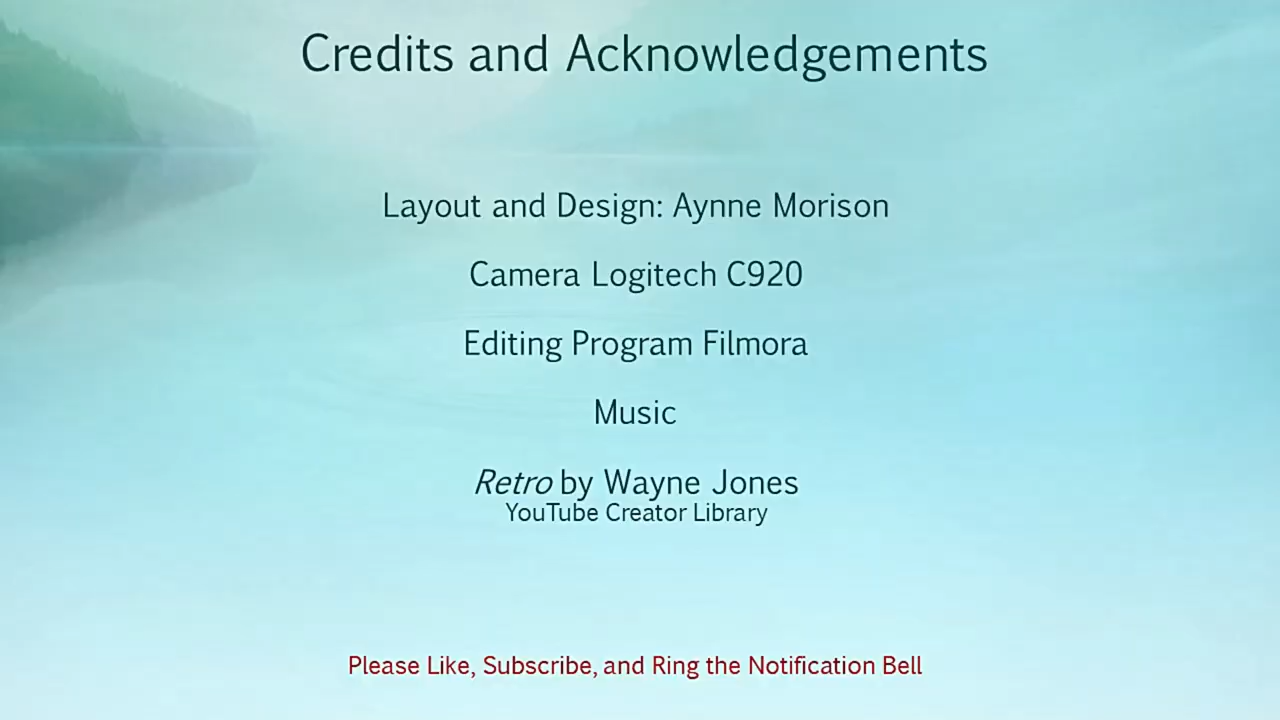 Credits and Acknowledgements
Layout and Design: Aynne Morison
Camera Logitech C920
Editing Program Filmora
Music
Retro by Wayne Jones
YouTube Creator Library
Please Like, Subscribe, and Ring the Notification Bell